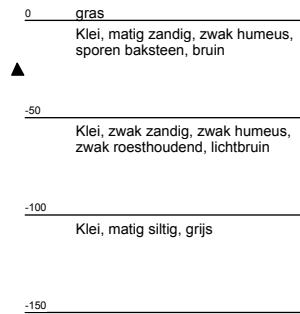 0 gras
Klei, matig zandig, zwak humeus,
sporen baksteen, bruin
-50
Klei, zwak zandig, zwak humeus,
zwak roesthoudend, lichtbruin
-100
Klei, matig siltig, grijs
-150